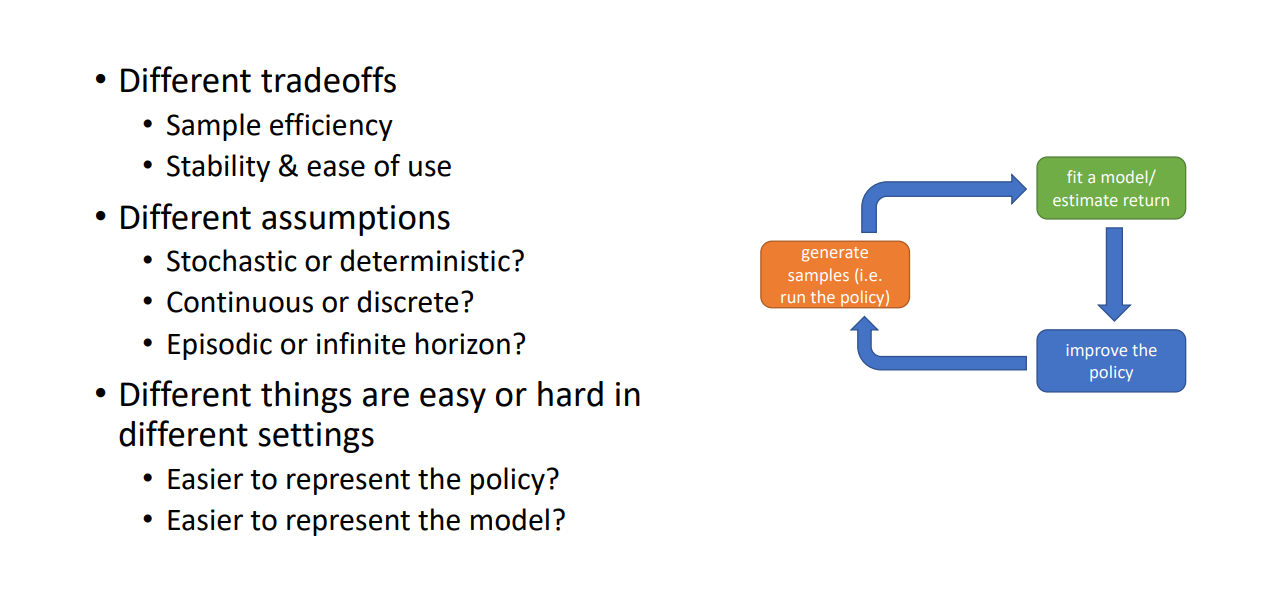 • Different tradeoffs
• Sample efficiency
• Stability & ease of use
• Different assumptions
• Stochastic or deterministic?
• Continuous or discrete?
• Episodic or infinite horizon?
• Different things are easy or hard in
different settings
• Easier to represent the policy?
• Easier to represent the model?
generate
samples (i.e.
run the policy)
fit a model/
estimate return
improve the
policy